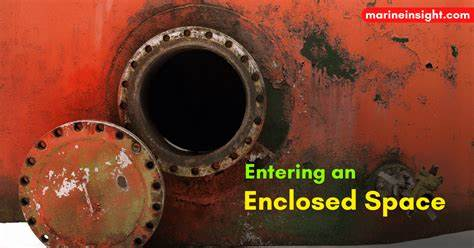 marineinsight.com
Entering an
Enclosed Space